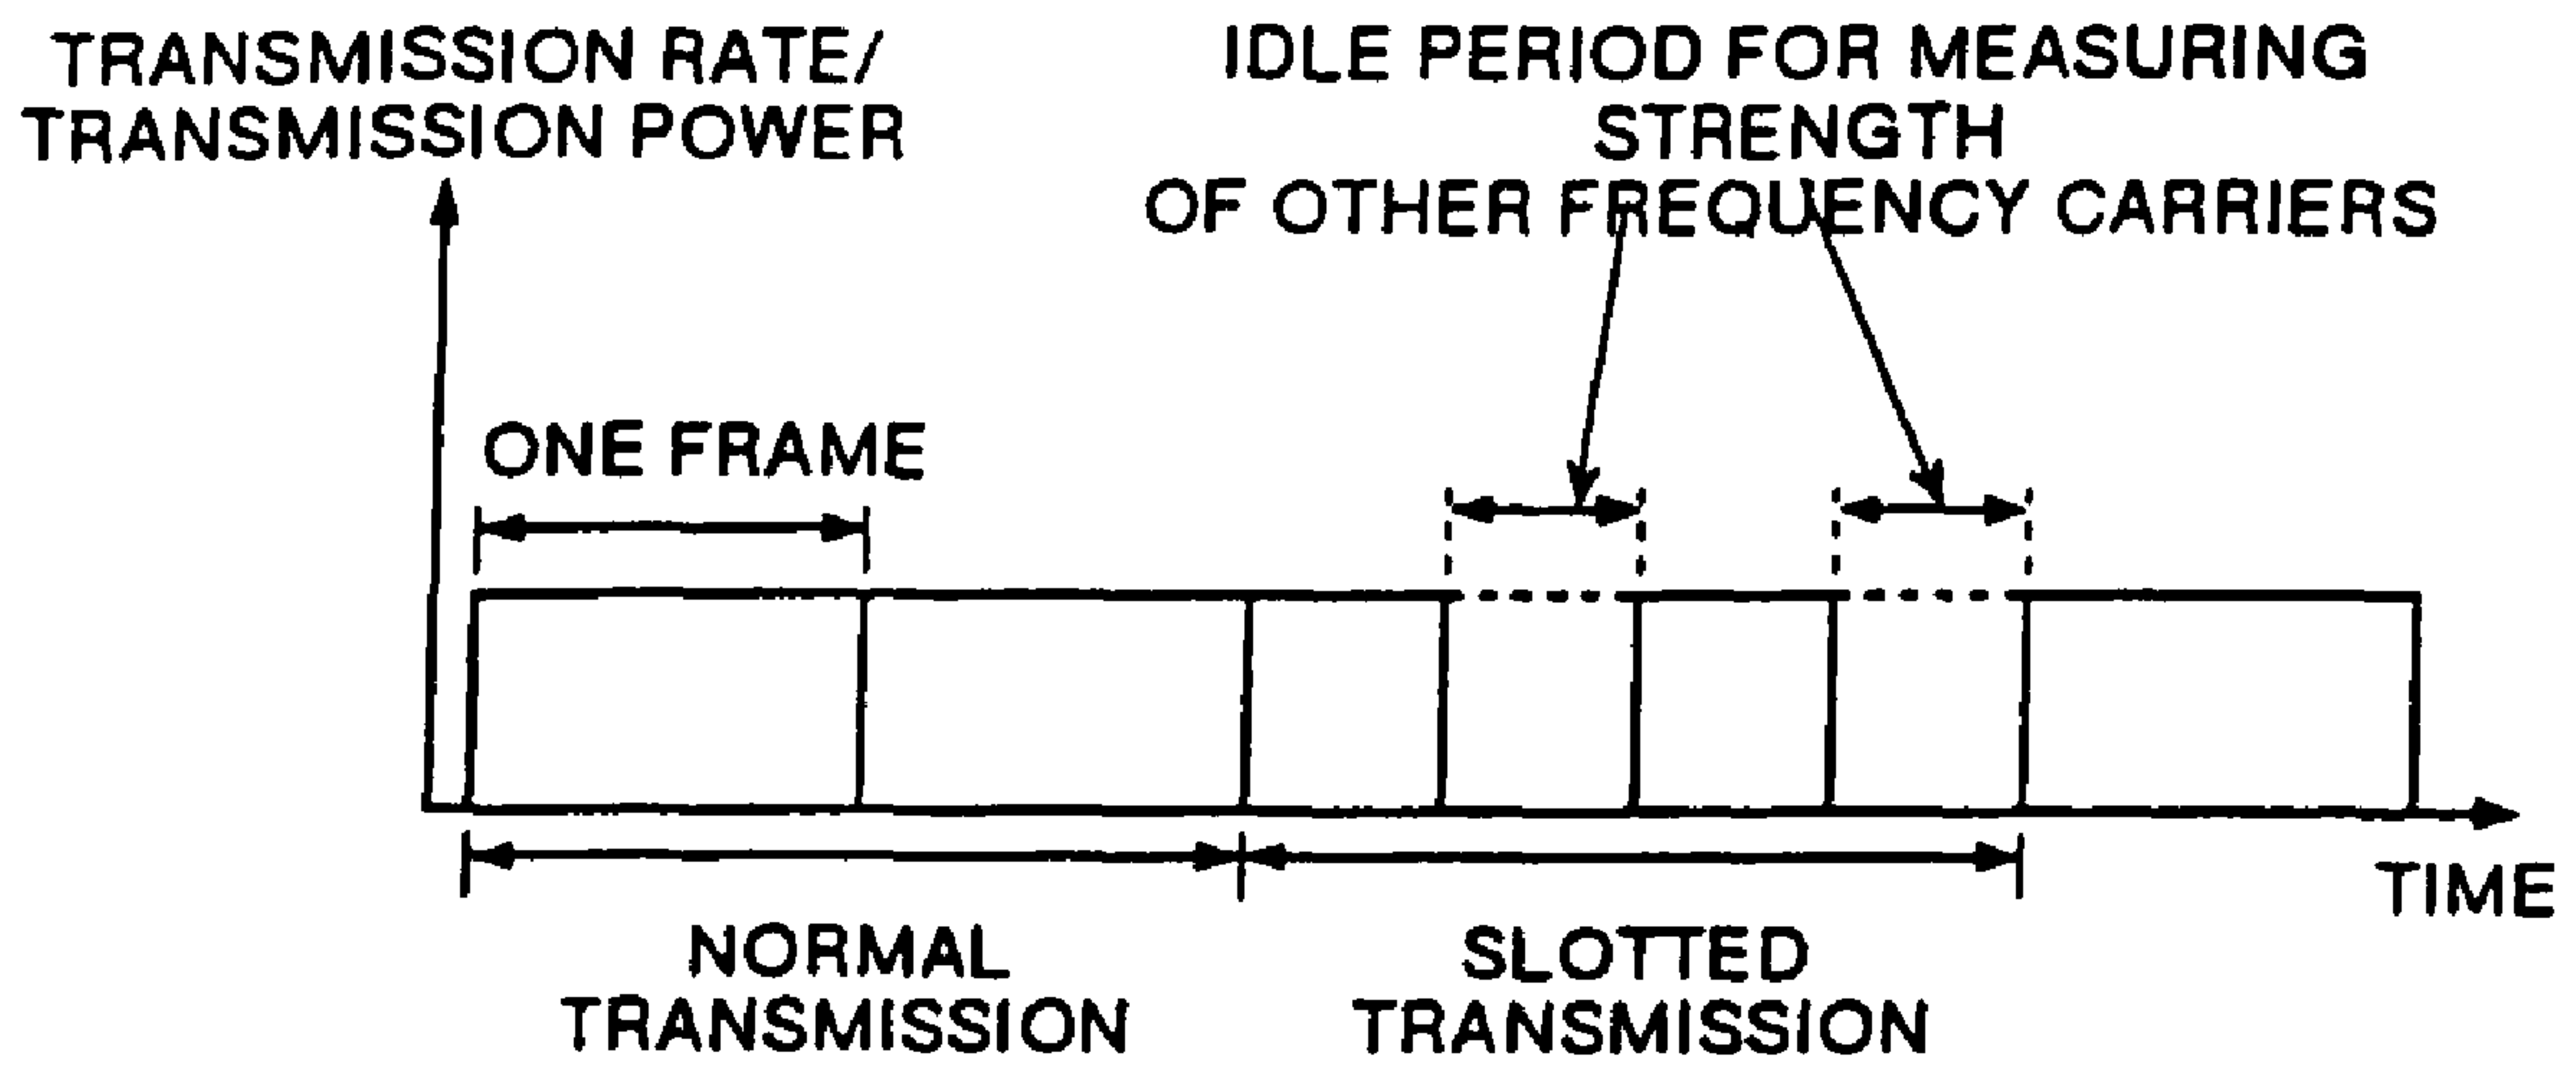 TRANSMISSION RATE/
TRANSMISSION POWER
IDLE PERIOD FOR MEASURING
STRENGTH
OF OTHER FREQUENCY CARRIERS
ONE FRAME
TIME
NORMAL
TRANSMISSION
SLOTTED
TRANSMISSION